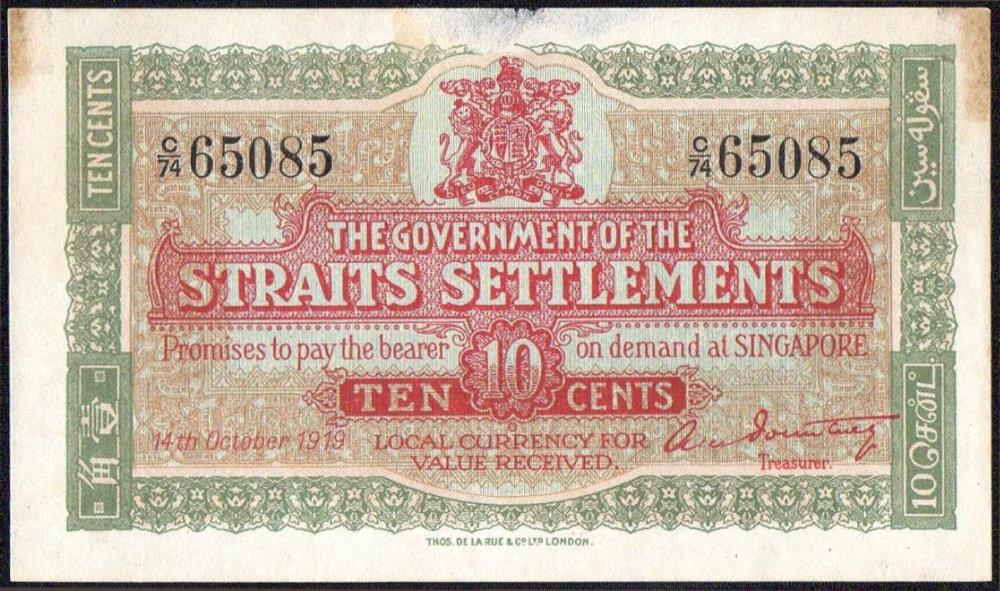 TEN CENTS
سڤوله سين
C/74 65085
C/74 65085
THE GOVERNMENT OF THE
STRAITS SETTLEMENTS
Promises to pay the bearer 10 on demand at SINGAPORE
TEN CENTS
14th October 1919
LOCAL CURRENCY FOR
VALUE RECEIVED.
Treasurer.
壹角
THOS. DE LA RUE & CO LTD LONDON.